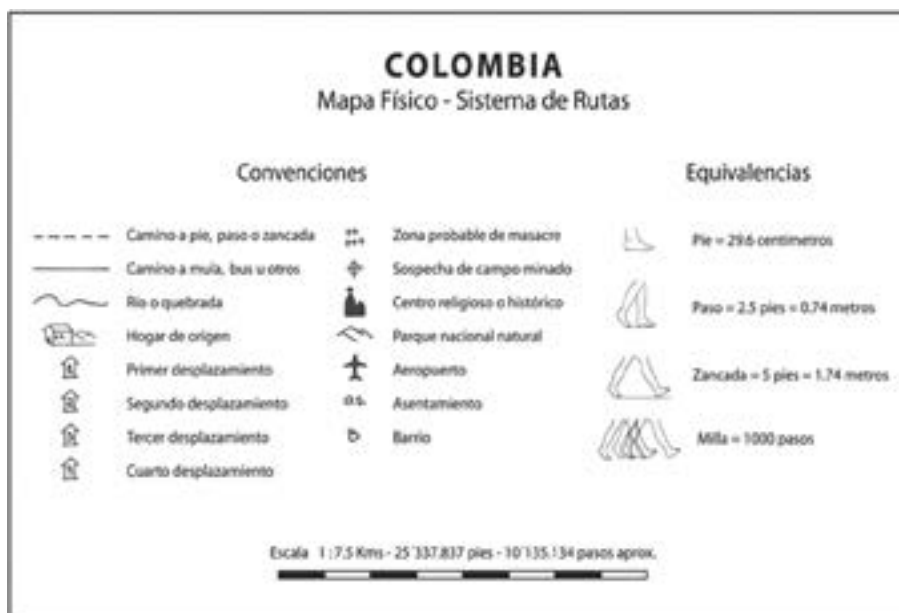 COLOMBIA
Mapa Físico - Sistema de Rutas
Convenciones
Camino a pie, paso o zancada
Camino a mula, bus u otros
Río o quebrada
Hogar de origen
Primer desplazamiento
Segundo desplazamiento
Tercer desplazamiento
Cuarto desplazamiento
Zona probable de masacre
Sospecha de campo minado
Centro religioso o histórico
Parque nacional natural
Aeropuerto
Asentamiento
Barrio
Equivalencias
Pie = 29.6 centímetros
Paso = 2.5 pies = 0.74 metros
Zancada = 5 pies = 1.74 metros
Milla = 1000 pasos
Escala 1 : 7.5 Kms - 25´337.837 pies - 10´135.134 pasos aprox.